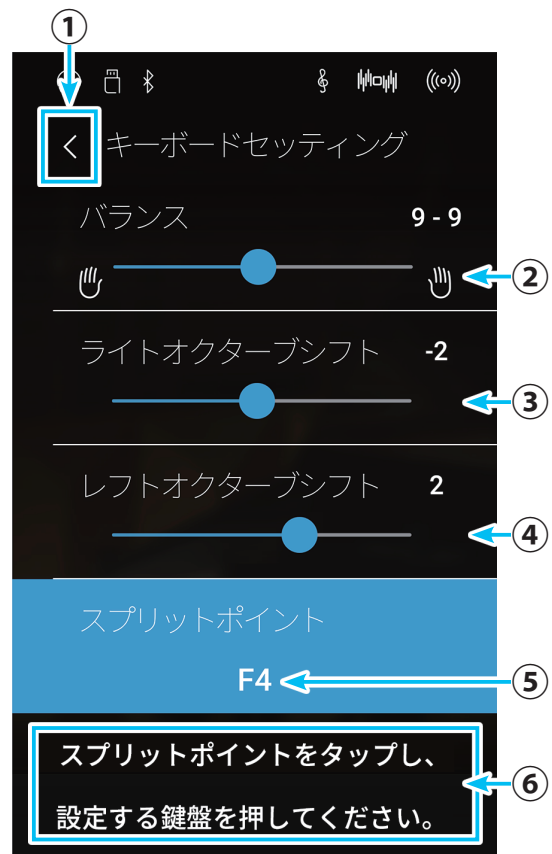 ①
キーボードセッティング
バランス 9 - 9
②
ライトオクターブシフト -2
③
レフトオクターブシフト 2
④
スプリットポイント
F4
⑤
スプリットポイントをタップし、
設定する鍵盤を押してください。
⑥